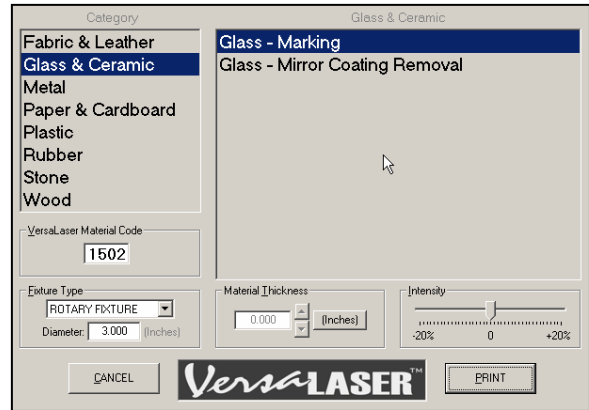 Category
Fabric & Leather
Glass & Ceramic
Metal
Paper & Cardboard
Plastic
Rubber
Stone
Wood
Glass & Ceramic
Glass - Marking
Glass - Mirror Coating Removal
VersaLaser Material Code
1502
Fixture Type
ROTARY FIXTURE
Diameter: 3.000 (Inches)
Material Thickness
0.000 (Inches)
Intensity
-20% 0 +20%
CANCEL
VersaLASER™
PRINT